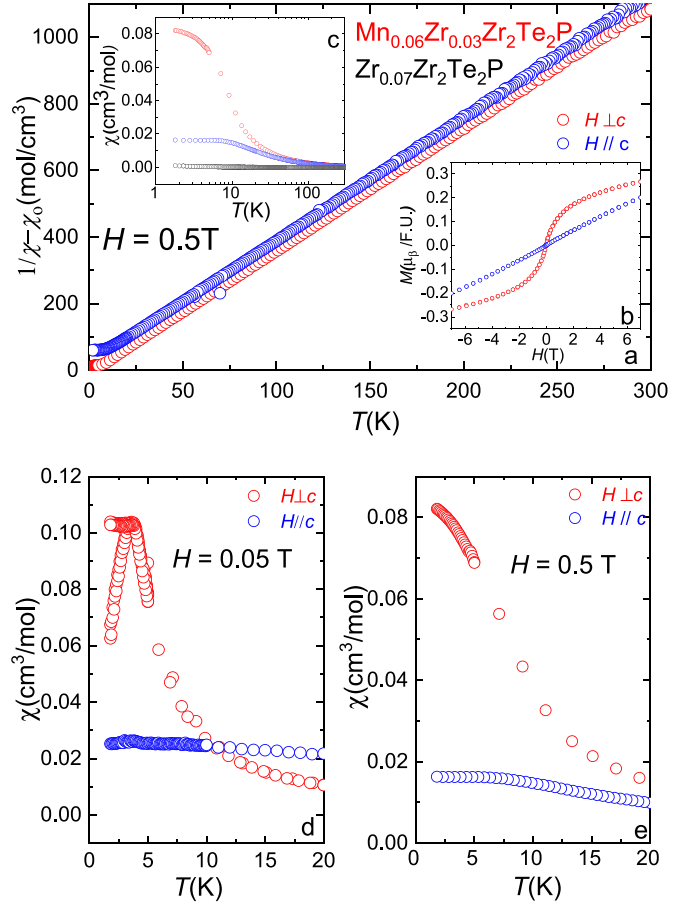 1000
800
600
400
200
0
1/χ−χ₀(mol/cm³)
0 50 100 150 200 250 300
T(K)
H = 0.5T
Mn₀.₀₆Zr₀.₀₃Zr₂Te₂P
Zr₀.₀₇Zr₂Te₂P
H ⊥ c
H // c
a
c
0.08
0.06
0.04
0.02
0.00
χ(cm³/mol)
1 10 100
T(K)
0.3
0.2
0.1
0.0
-0.1
-0.2
-0.3
M(μᵦ/F.U.)
-6 -4 -2 0 2 4 6
H(T)
b
0.12
0.10
0.08
0.06
0.04
0.02
0.00
χ(cm³/mol)
H⊥c
H//c
H = 0.05 T
d
0 5 10 15 20
T(K)
0.08
0.06
0.04
0.02
0.00
χ(cm³/mol)
H ⊥ c
H // c
H = 0.5 T
e
0 5 10 15 20
T(K)